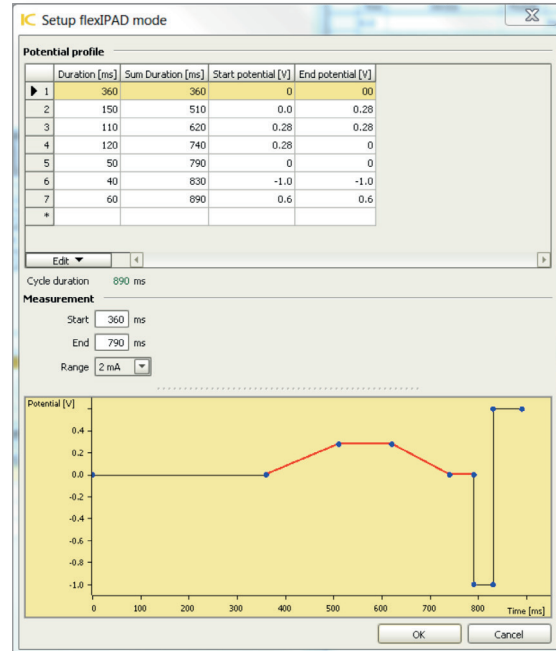 IC Setup flexIPAD mode
Potential profile
Duration [ms] Sum Duration [ms] Start potential [V] End potential [V]
1 360 360 0 00
2 150 510 0.0 0.28
3 110 620 0.28 0.28
4 120 740 0.28 0
5 50 790 0 0
6 40 830 -1.0 -1.0
7 60 890 0.6 0.6
*
Edit
Cycle duration 890 ms
Measurement
Start 360 ms
End 790 ms
Range 2 mA
Potential [V]
0.4
0.2
0.0
-0.2
-0.4
-0.6
-0.8
-1.0
0 100 200 300 400 500 600 700 800 Time [ms]
OK Cancel